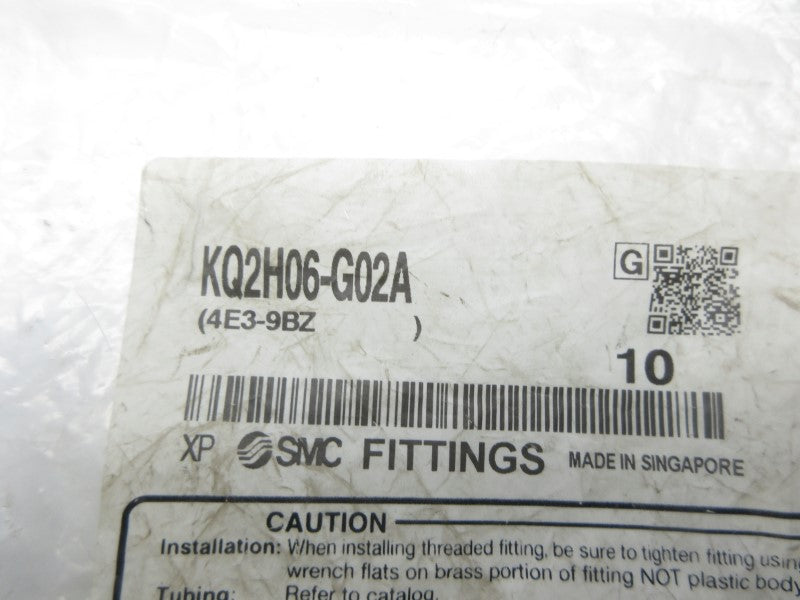 KQ2H06-G02A
G
(4E3-9BZ )
10
XP SMC FITTINGS MADE IN SINGAPORE
CAUTION
Installation: When installing threaded fitting, be sure to tighten fitting using
wrench flats on brass portion of fitting NOT plastic body
Tubing: Refer to catalog.